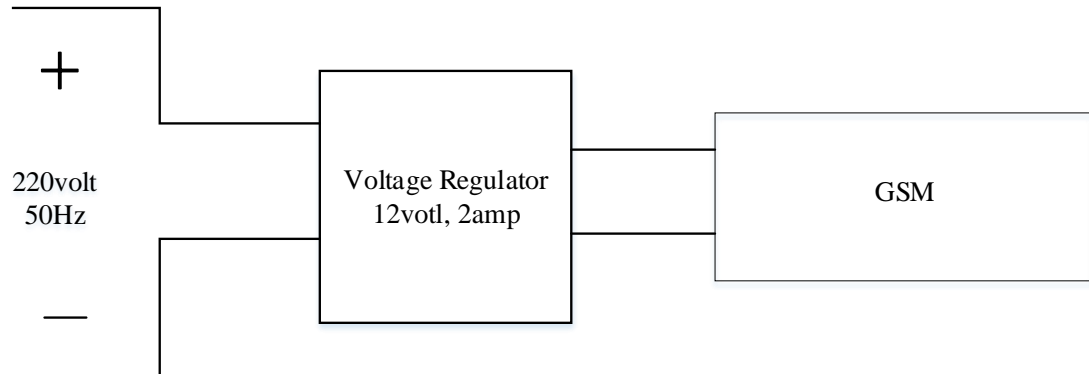 +
220volt
50Hz
—
Voltage Regulator
12votl, 2amp
GSM